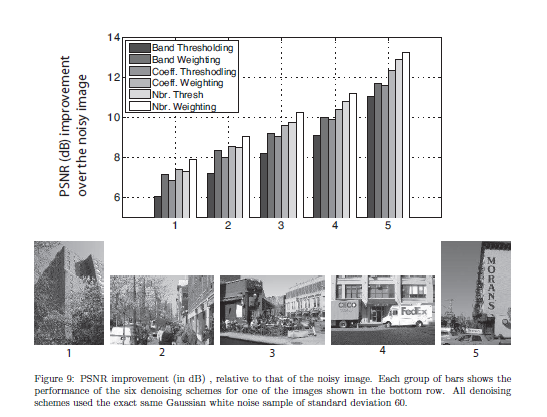 PSNR (dB) improvement
over the noisy image
14
12
10
8
6
Band Thresholding
Band Weighting
Coeff. Threshodling
Coeff. Weighting
Nbr. Thresh
Nbr. Weighting
1 2 3 4 5
MORANS
FedEx
1 2 3 4 5
Figure 9: PSNR improvement (in dB) , relative to that of the noisy image. Each group of bars shows the
performance of the six denoising schemes for one of the images shown in the bottom row. All denoising
schemes used the exact same Gaussian white noise sample of standard deviation 60.